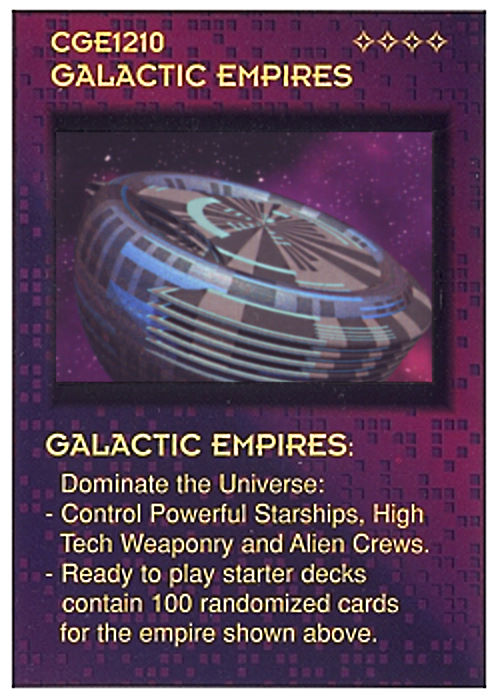 CGE1210
GALACTIC EMPIRES
GALACTIC EMPIRES:
Dominate the Universe:
- Control Powerful Starships, High
Tech Weaponry and Alien Crews.
- Ready to play starter decks
contain 100 randomized cards
for the empire shown above.